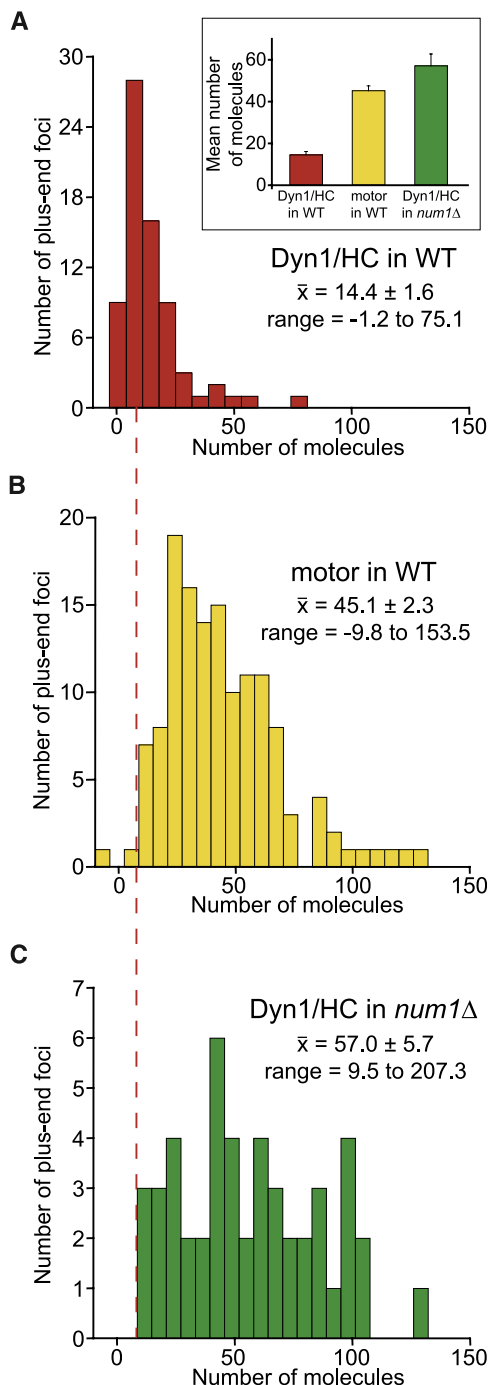 A
Number of plus-end foci
30
24
18
12
6
0
0
50
100
150
Number of molecules
Mean number
of molecules
60
40
20
0
Dyn1/HC
in WT
motor
in WT
Dyn1/HC
in num1Δ
Dyn1/HC in WT
x̄ = 14.4 ± 1.6
range = -1.2 to 75.1
B
Number of plus-end foci
20
15
10
5
0
0
50
100
150
Number of molecules
motor in WT
x̄ = 45.1 ± 2.3
range = -9.8 to 153.5
C
Number of plus-end foci
7
6
5
4
3
2
1
0
0
50
100
150
Number of molecules
Dyn1/HC in num1Δ
x̄ = 57.0 ± 5.7
range = 9.5 to 207.3